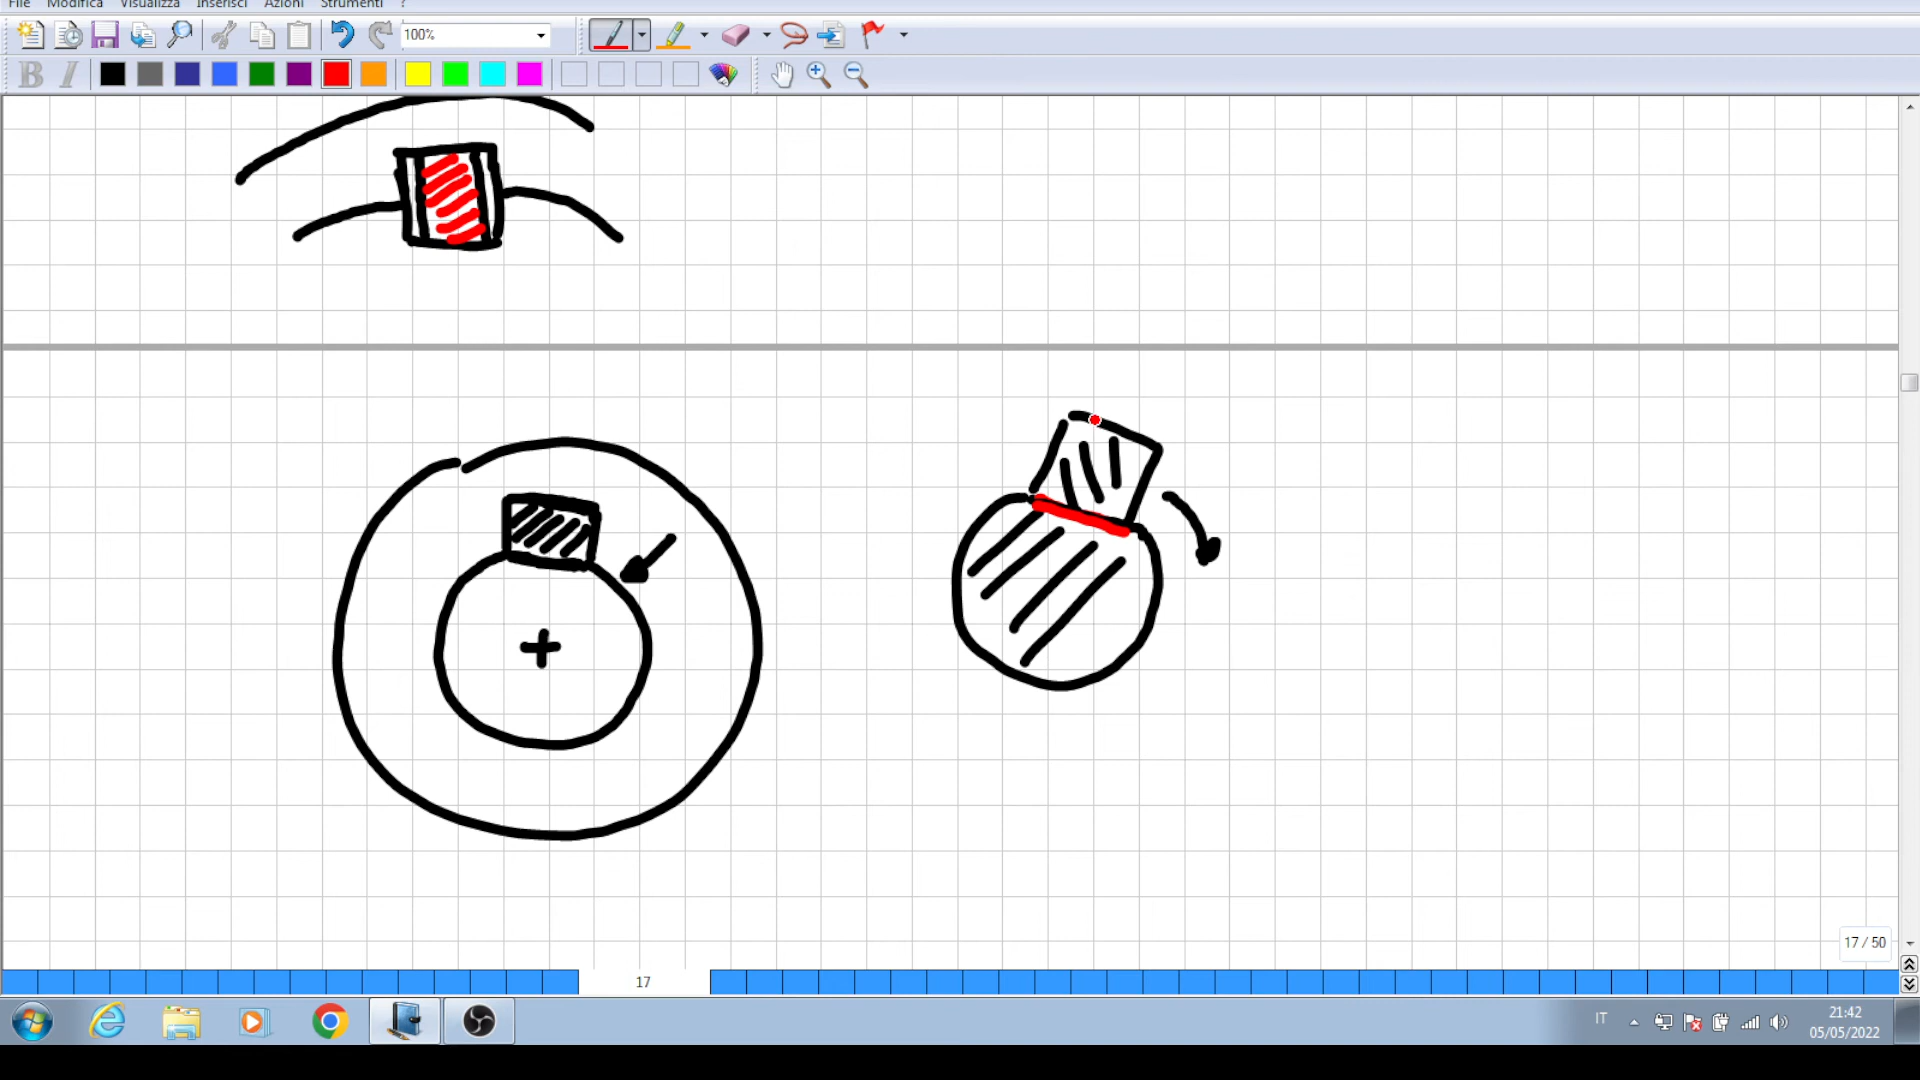 File Modifica Visualizza Inserisci Azioni Strumenti ?
100%
B I
17 / 50
17
IT
21:42
05/05/2022